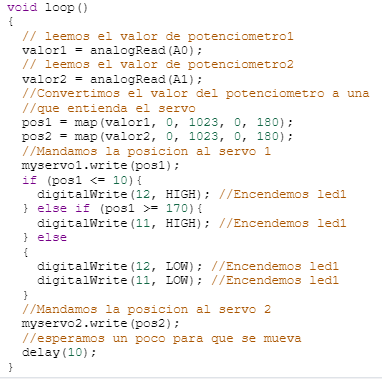 void loop()
{
// leemos el valor de potenciometro1
valor1 = analogRead(A0);
// leemos el valor de potenciometro2
valor2 = analogRead(A1);
//Convertimos el valor del potenciometro a una
//que entienda el servo
pos1 = map(valor1, 0, 1023, 0, 180);
pos2 = map(valor2, 0, 1023, 0, 180);
//Mandamos la posicion al servo 1
myservo1.write(pos1);
if (pos1 <= 10){
digitalWrite(12, HIGH); //Encendemos led1
} else if (pos1 >= 170){
digitalWrite(11, HIGH); //Encendemos led1
} else
{
digitalWrite(12, LOW); //Encendemos led1
digitalWrite(11, LOW); //Encendemos led1
}
//Mandamos la posicion al servo 2
myservo2.write(pos2);
//esperamos un poco para que se mueva
delay(10);
}